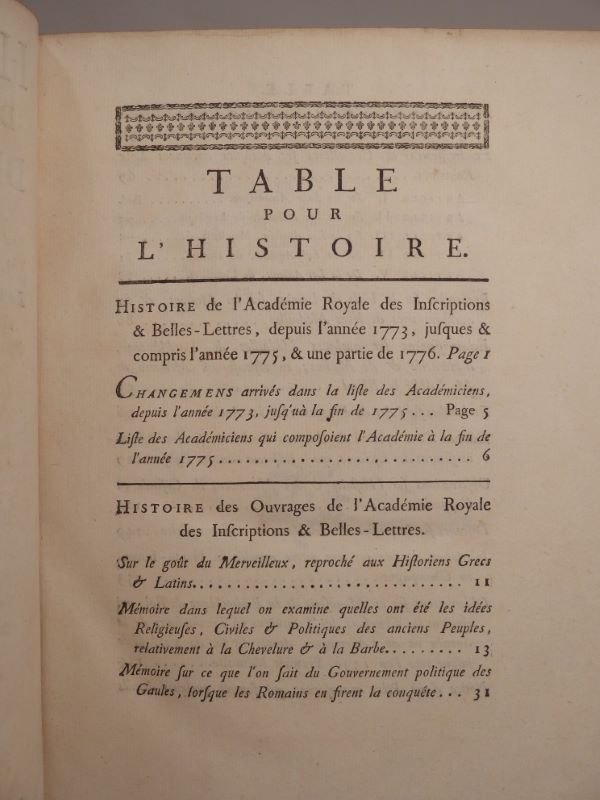 TABLE
POUR
L'HISTOIRE.
HISTOIRE de l'Académie Royale des Inſcriptions
& Belles-Lettres, depuis l'année 1773, juſques &
compris l'année 1775, & une partie de 1776. Page 1
CHANGEMENS arrivés dans la liſte des Académiciens,
depuis l'année 1773, juſqu'à la fin de 1775... Page 5
Liſte des Académiciens qui compoſoient l'Académie à la fin de
l'année 1775........................... 6
HISTOIRE des Ouvrages de l'Académie Royale
des Inſcriptions & Belles-Lettres.
Sur le goût du Merveilleux, reproché aux Hiſtoriens Grecs
& Latins............................. 11
Mémoire dans lequel on examine quelles ont été les idées
Religieuſes, Civiles & Politiques des anciens Peuples,
relativement à la Chevelure & à la Barbe......... 13
Mémoire ſur ce que l'on ſait du Gouvernement politique des
Gaules, lorſque les Romains en firent la conquête... 31